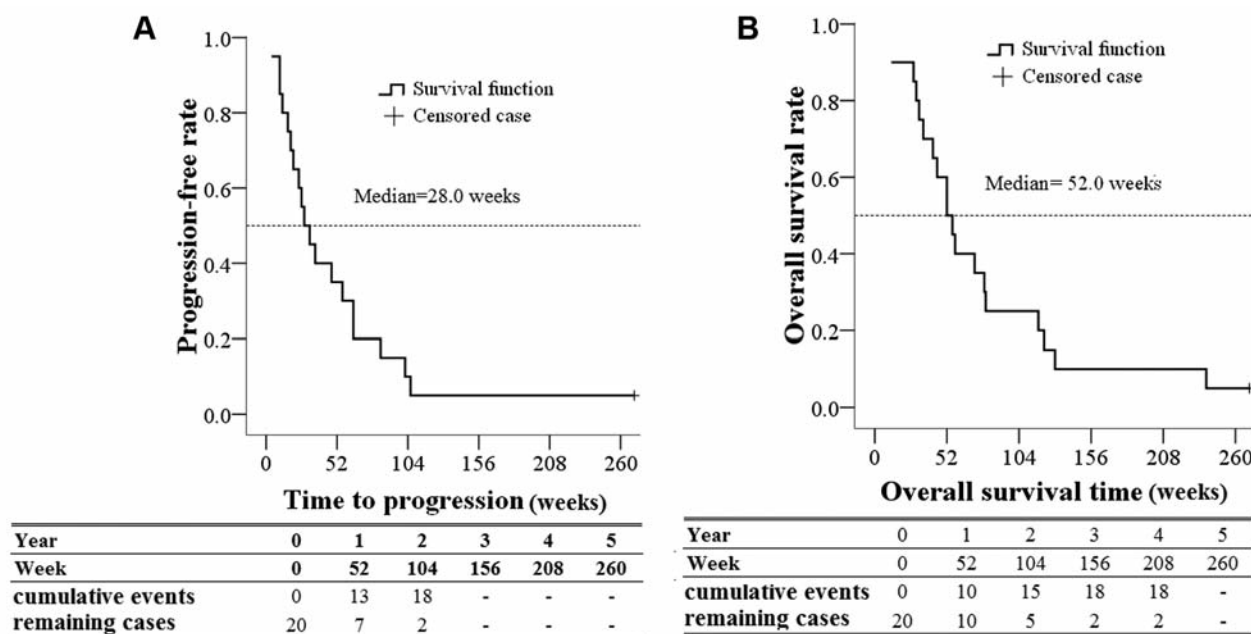 A
Progression-free rate
1.0
0.8
0.6
0.4
0.2
0.0
Survival function
Censored case
Median=28.0 weeks
0 52 104 156 208 260
Time to progression (weeks)
Year 0 1 2 3 4 5
Week 0 52 104 156 208 260
cumulative events 0 13 18 - - -
remaining cases 20 7 2 - - -
B
Overall survival rate
1.0
0.8
0.6
0.4
0.2
0.0
Survival function
Censored case
Median= 52.0 weeks
0 52 104 156 208 260
Overall survival time (weeks)
Year 0 1 2 3 4 5
Week 0 52 104 156 208 260
cumulative events 0 10 15 18 18 -
remaining cases 20 10 5 2 2 -